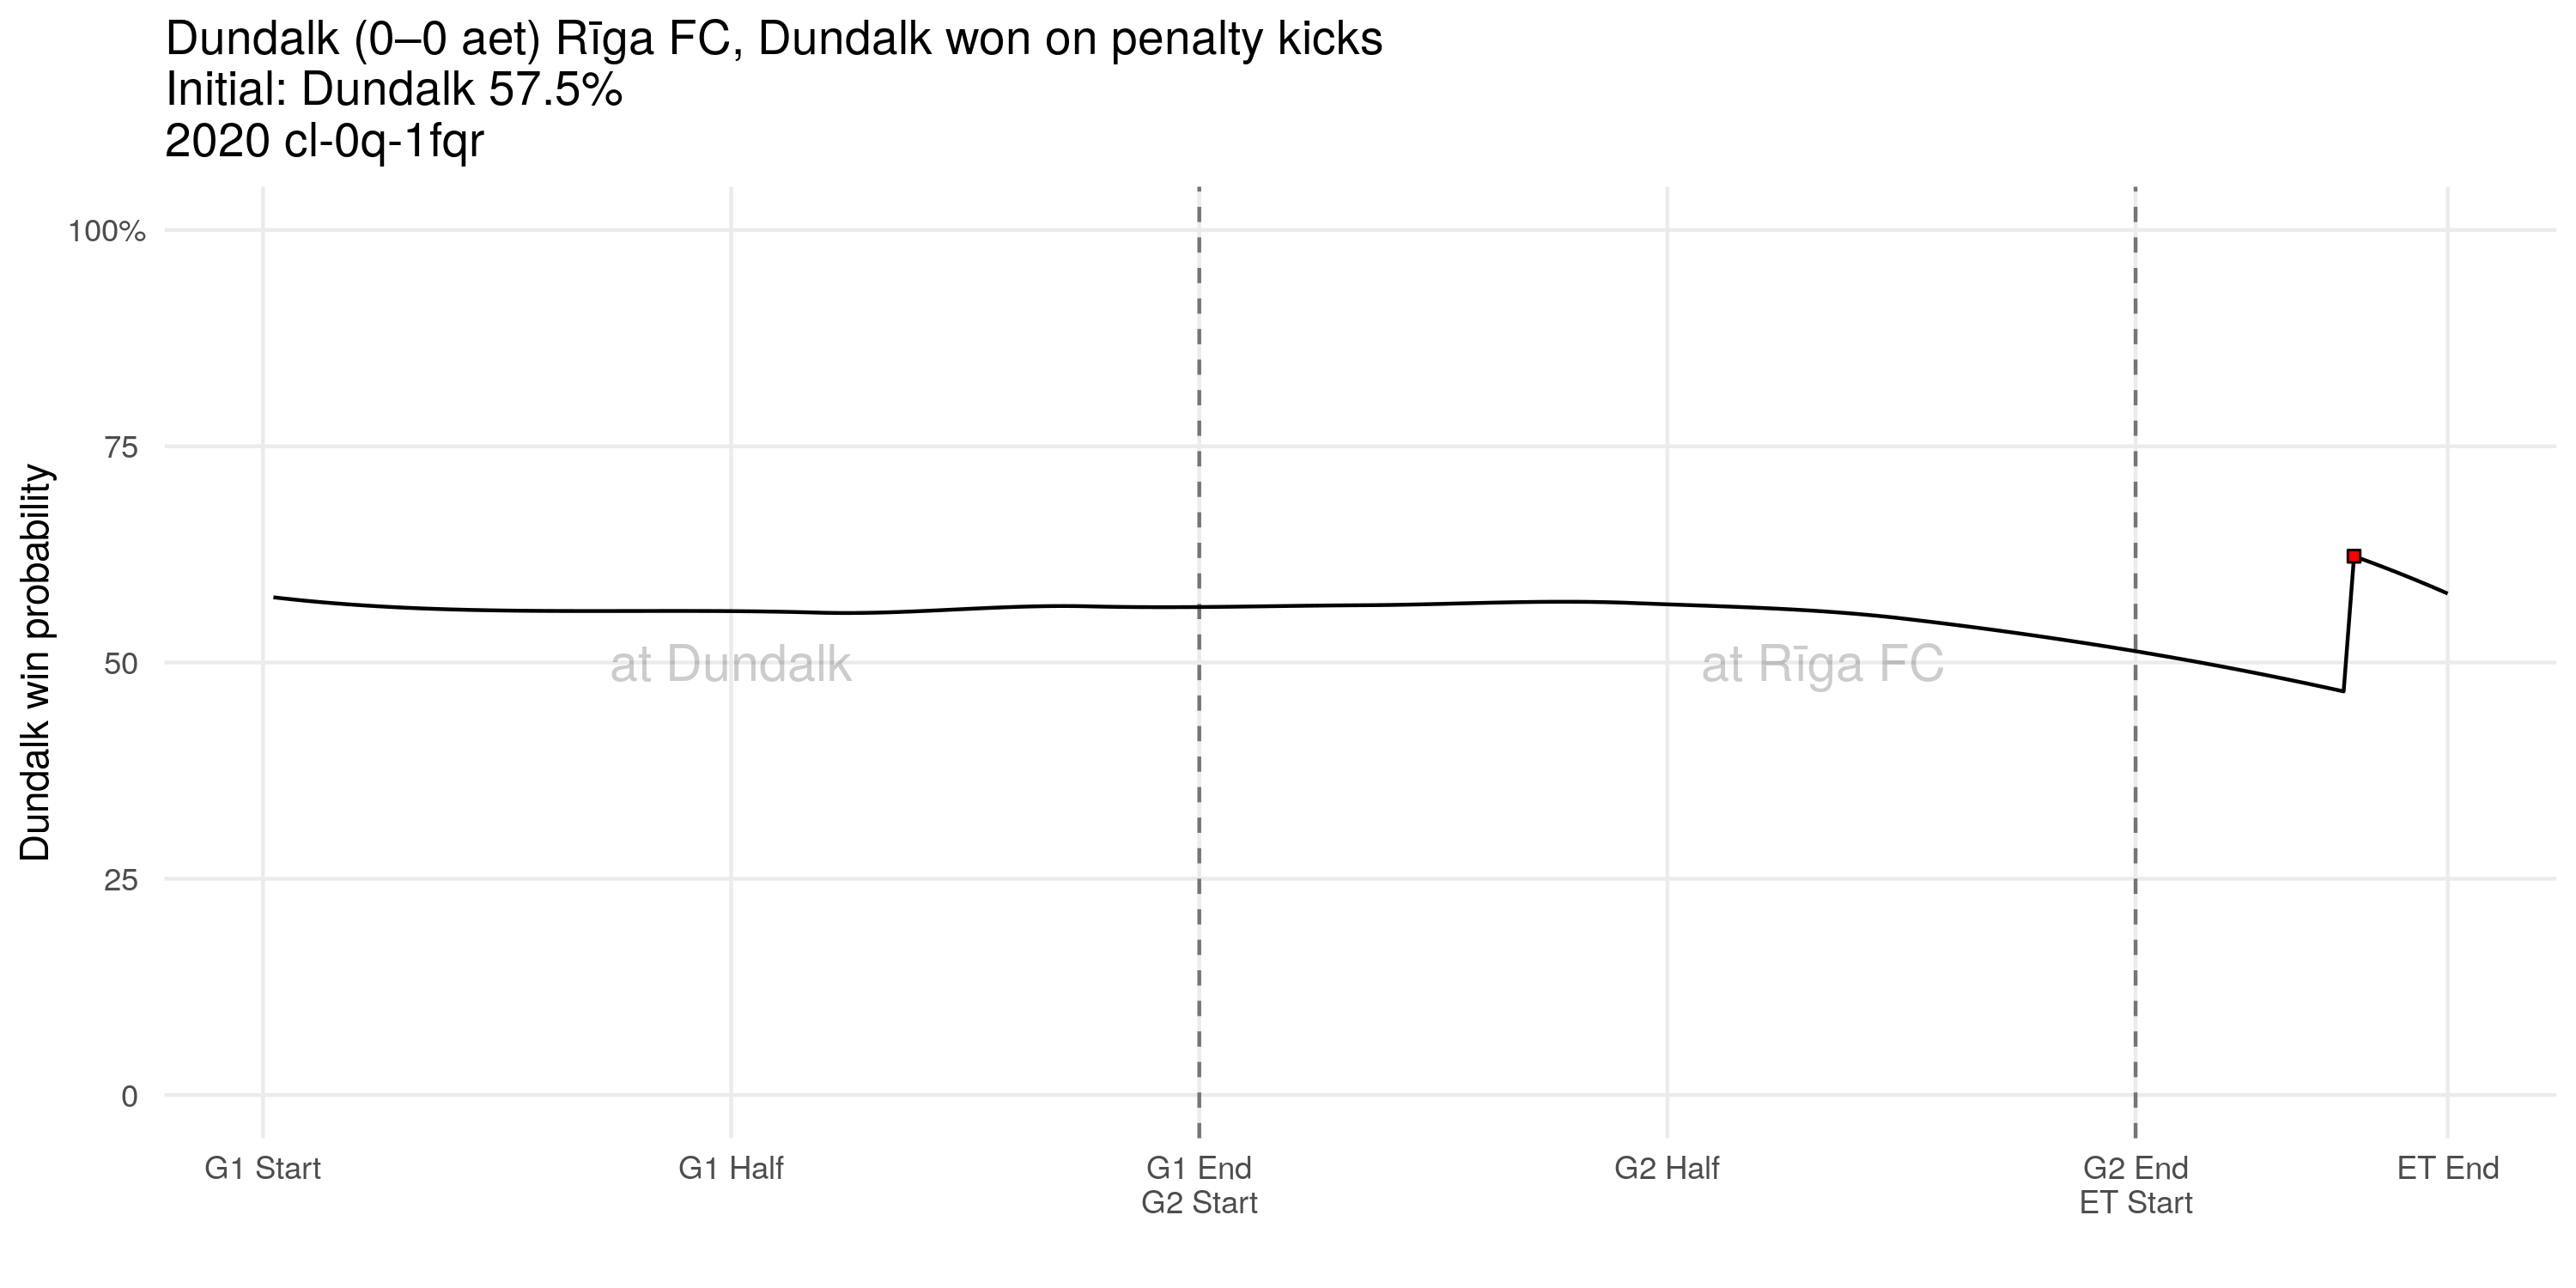 Dundalk (0–0 aet) Rīga FC, Dundalk won on penalty kicks
Initial: Dundalk 57.5%
2020 cl-0q-1fqr
Dundalk win probability
100%
75
50
25
0
at Dundalk
at Rīga FC
G1 Start
G1 Half
G1 End
G2 Start
G2 Half
G2 End
ET Start
ET End